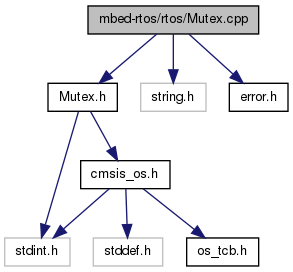 mbed-rtos/rtos/Mutex.cpp
Mutex.h
string.h
error.h
cmsis_os.h
stdint.h
stddef.h
os_tcb.h